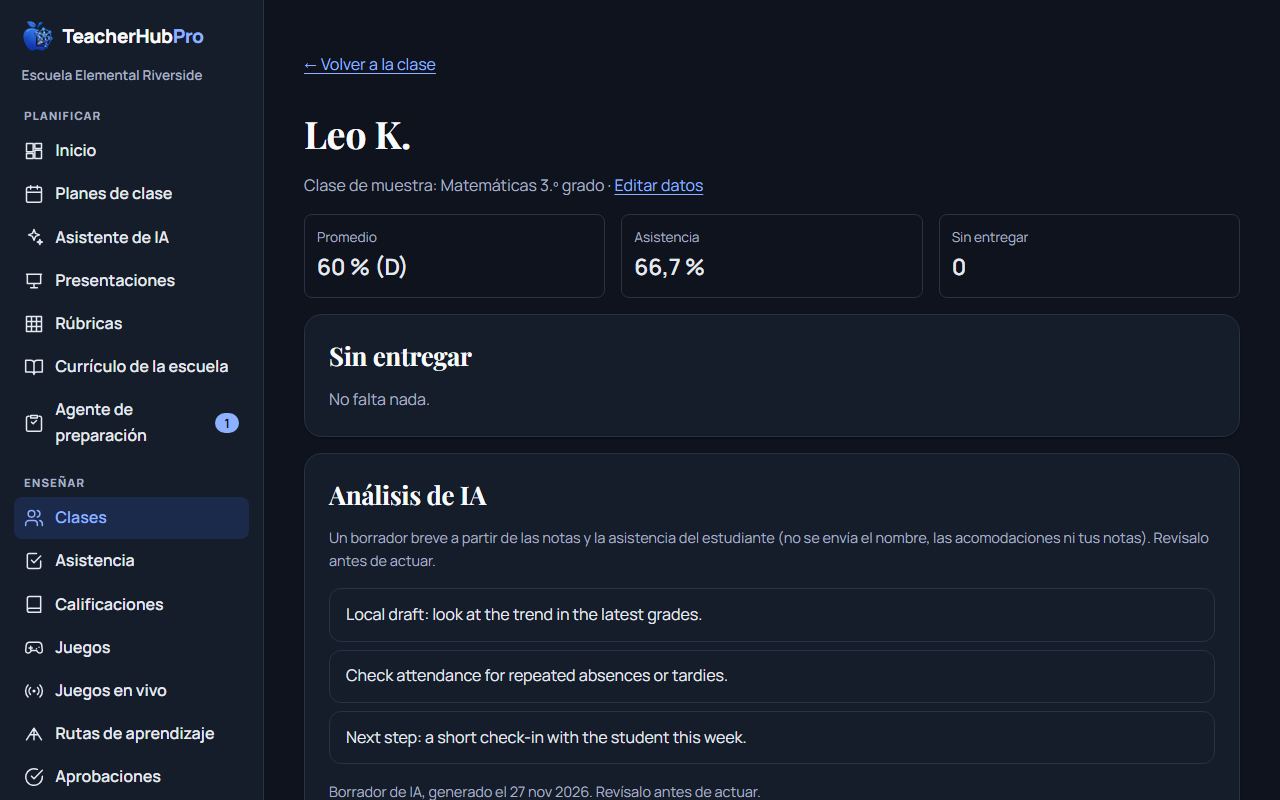 TeacherHubPro
Escuela Elemental Riverside
PLANIFICAR
Inicio
Planes de clase
Asistente de IA
Presentaciones
Rúbricas
Currículo de la escuela
Agente de
preparación
1
ENSEÑAR
Clases
Asistencia
Calificaciones
Juegos
Juegos en vivo
Rutas de aprendizaje
Aprobaciones
← Volver a la clase
Leo K.
Clase de muestra: Matemáticas 3.º grado · Editar datos
Promedio
60 % (D)
Asistencia
66,7 %
Sin entregar
0
Sin entregar
No falta nada.
Análisis de IA
Un borrador breve a partir de las notas y la asistencia del estudiante (no se envía el nombre, las acomodaciones ni tus notas). Revísalo
antes de actuar.
Local draft: look at the trend in the latest grades.
Check attendance for repeated absences or tardies.
Next step: a short check-in with the student this week.
Borrador de IA, generado el 27 nov 2026. Revísalo antes de actuar.